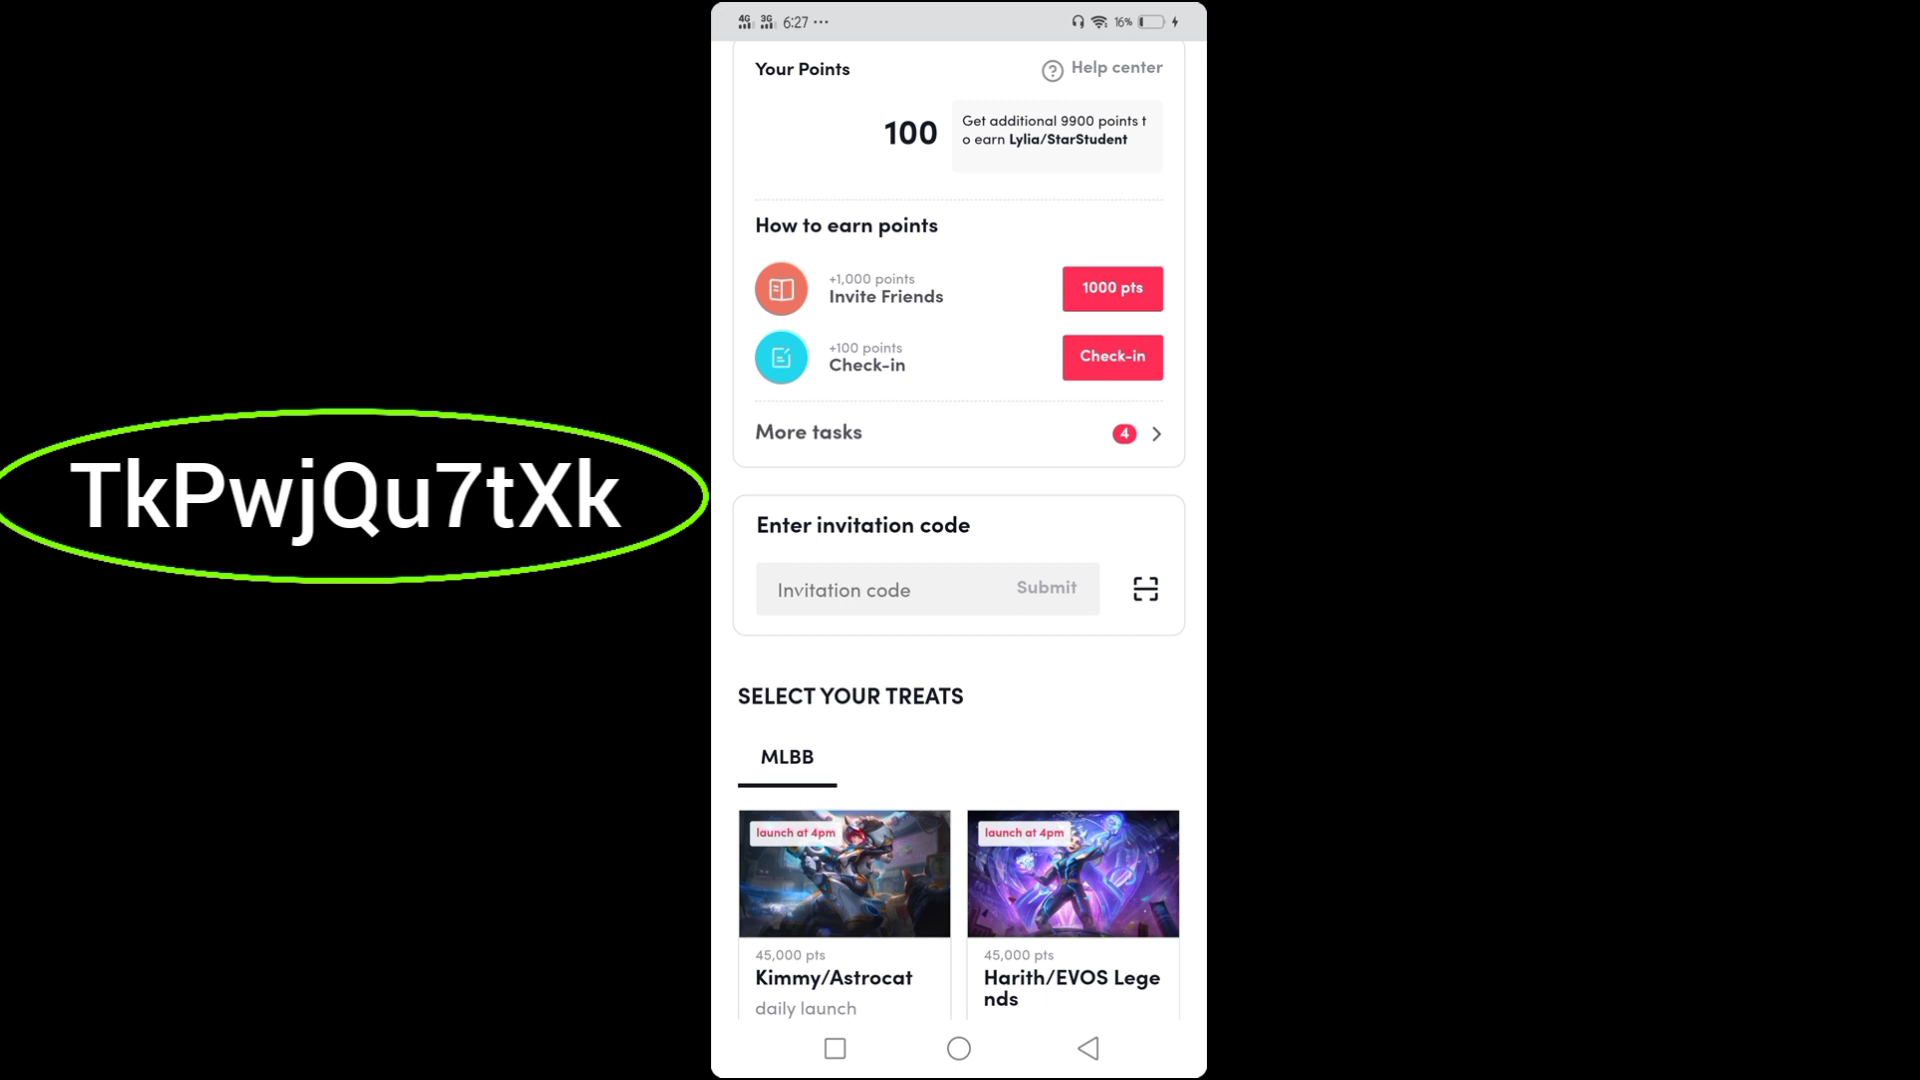 4G 3G 6:27 ···
16%
Your Points
Help center
100
Get additional 9900 points t
o earn Lylia/StarStudent
How to earn points
+1,000 points
Invite Friends
1000 pts
+100 points
Check-in
Check-in
More tasks
4
TkPwjQu7tXk
Enter invitation code
Invitation code
Submit
SELECT YOUR TREATS
MLBB
launch at 4pm
launch at 4pm
45,000 pts
Kimmy/Astrocat
daily launch
45,000 pts
Harith/EVOS Lege
nds